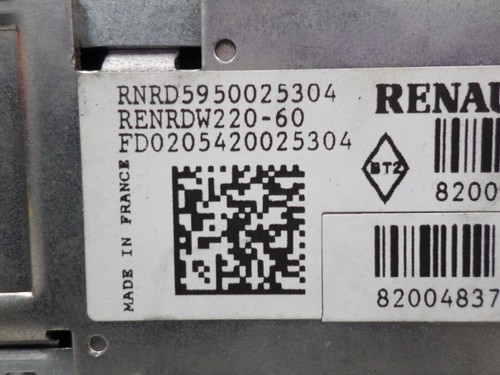 RNRD5950025304
RENRDW220-60
FD0205420025304
RENAU
BT2
8200
MADE IN FRANCE
82004837